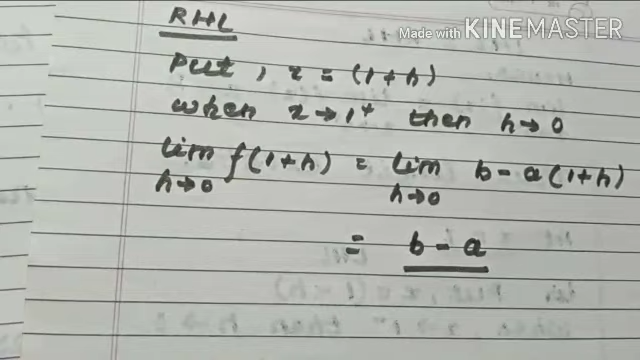 Made with KINEMASTER
RHL
Put, x = (1+h)
when x→1⁺ then h→0
lim f(1+h) = lim b-a(1+h)
h→0 h→0
= b-a